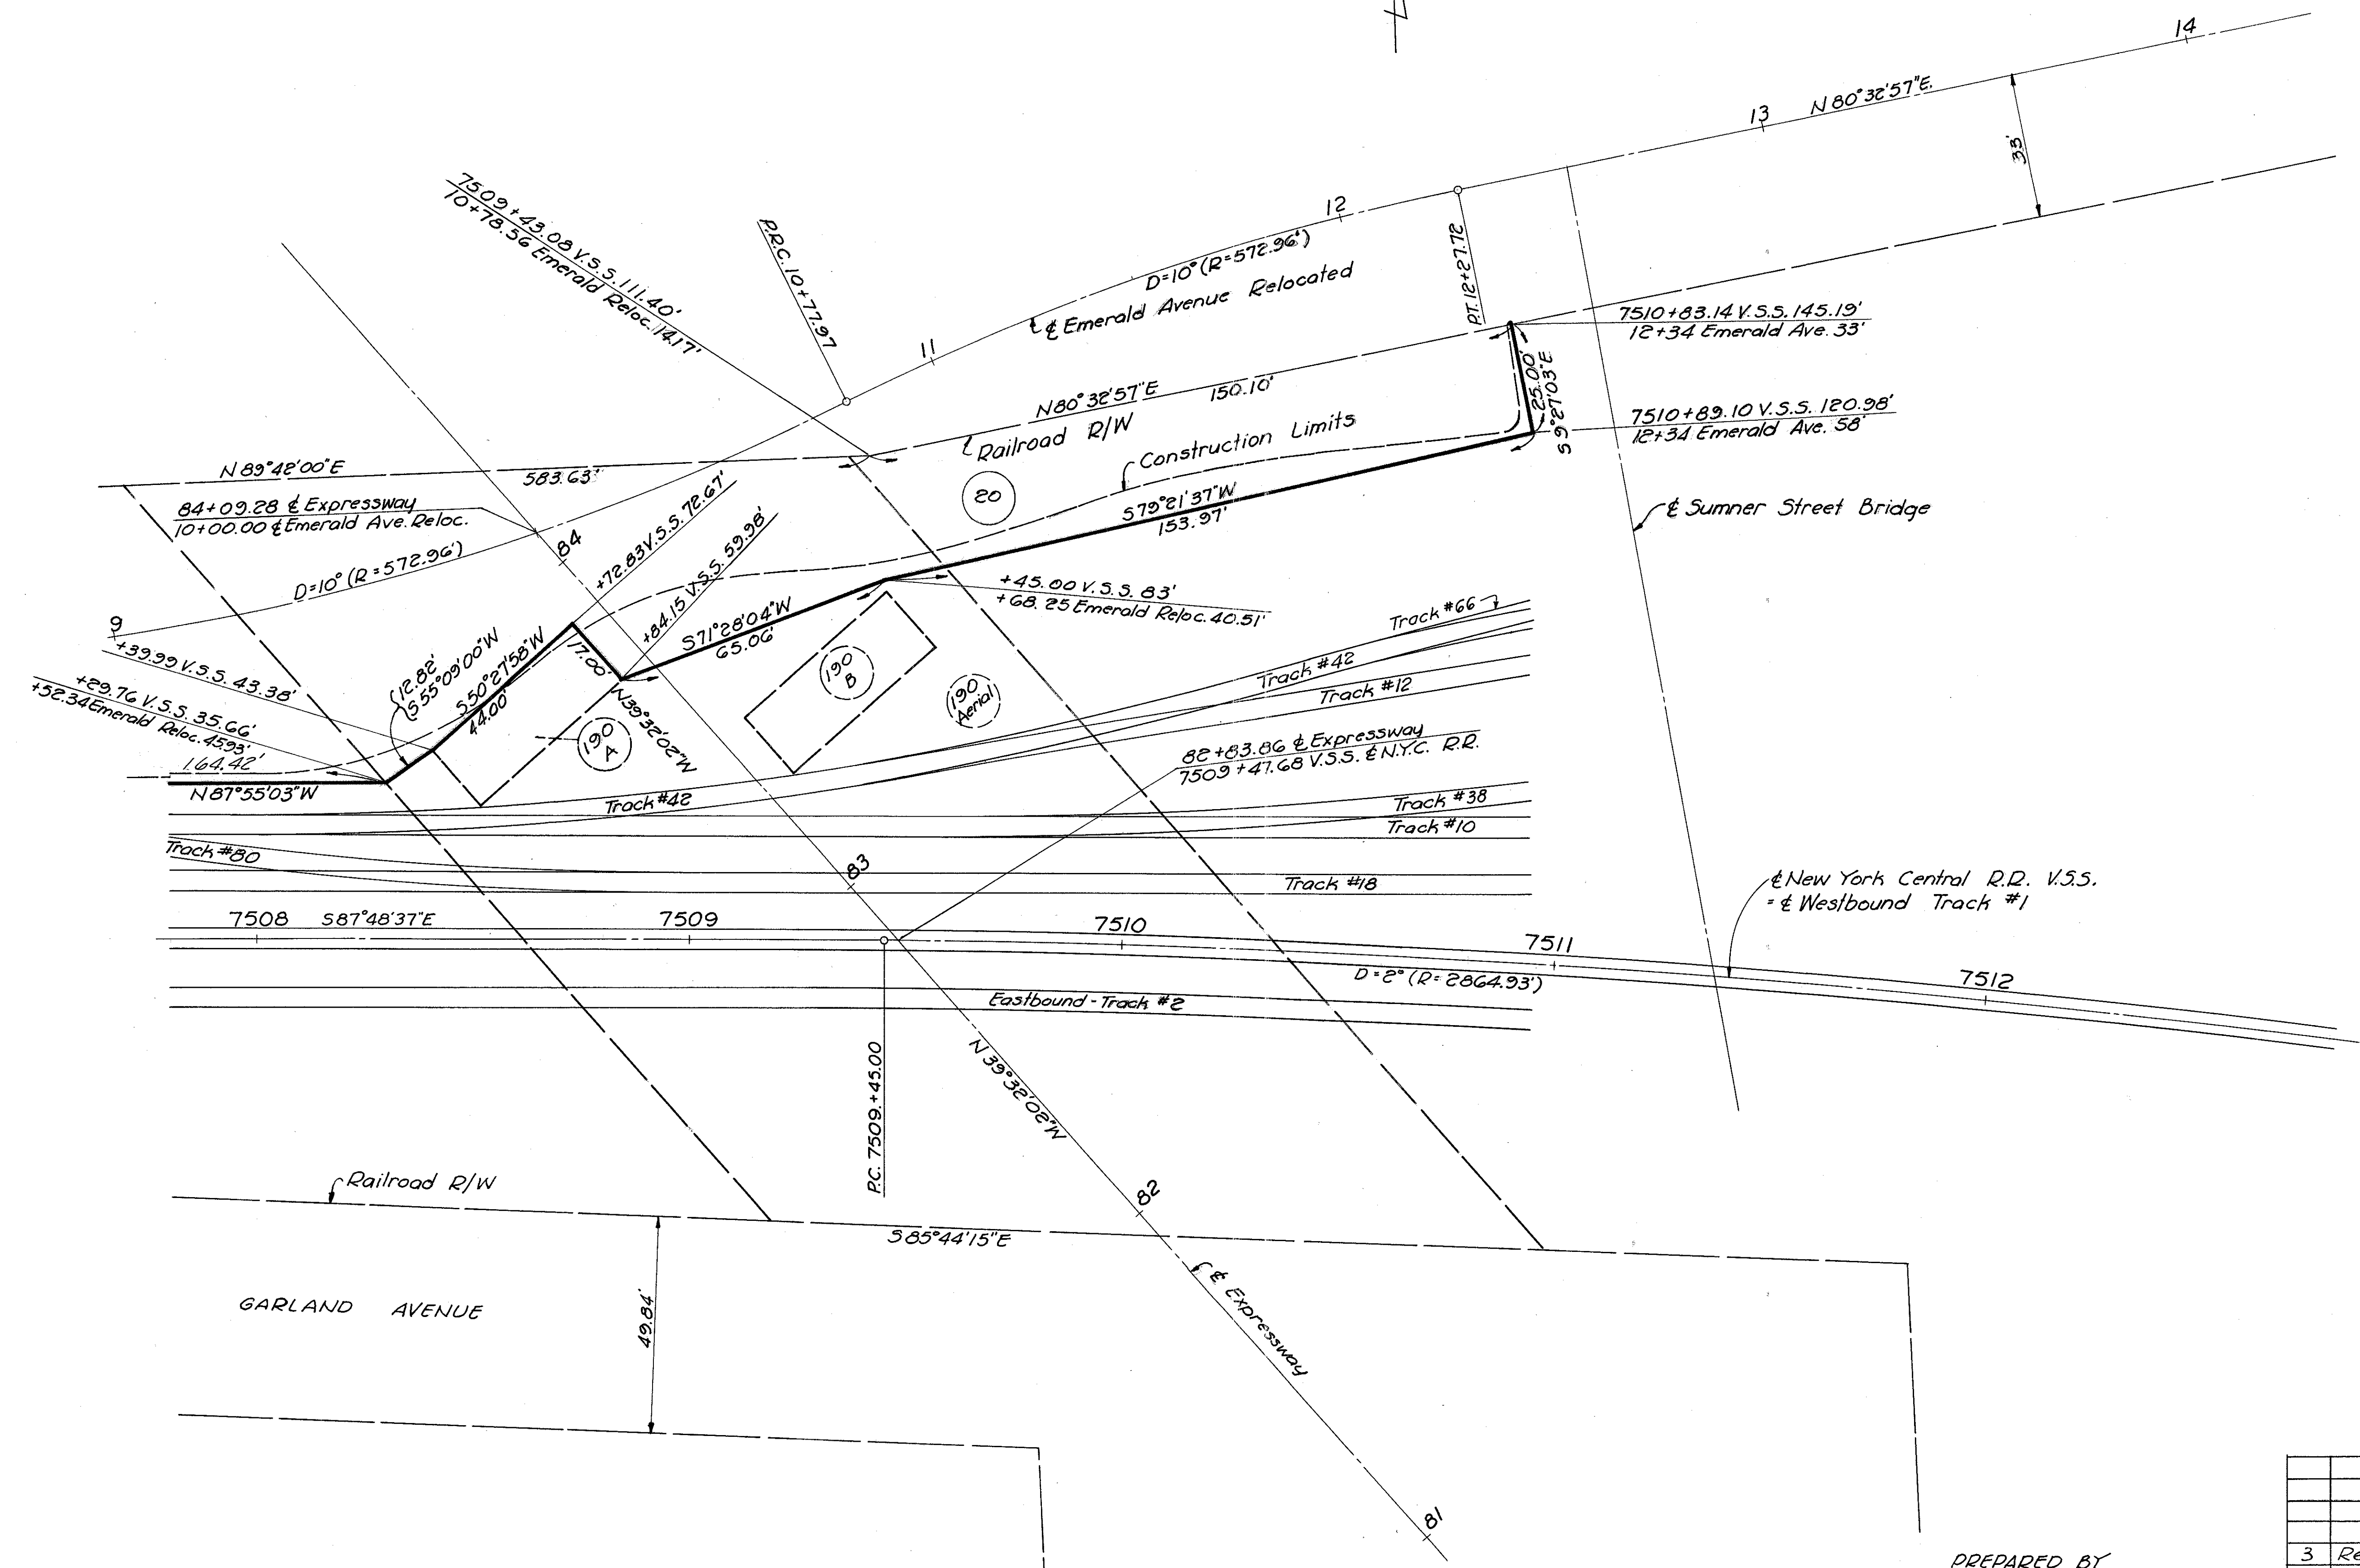 14
13
N 80°32'57"E.
33'
12
D=10° (R=572.96')
℄ Emerald Avenue Relocated
P.T. 12+27.72
7509+43.08 V.S.S. 111.40'
10+78.56 Emerald Reloc. 14.17'
P.R.C. 10+77.97
11
N 80°32'57"E 150.10'
Railroad R/W
Construction Limits
25.00'
S 9°27'03"E
7510+83.14 V.S.S. 145.19'
12+34 Emerald Ave. 33'
7510+89.10 V.S.S. 120.98'
12+34 Emerald Ave. 58'
N 89°42'00"E
583.63'
84+09.28 ℄ Expressway
10+00.00 ℄ Emerald Ave. Reloc.
84
+72.83 V.S.S. 72.67'
+84.15 V.S.S. 59.98'
20
S 79°21'37"W
153.97'
℄ Sumner Street Bridge
D=10° (R=572.96')
9
+45.00 V.S.S. 83'
+68.25 Emerald Reloc. 40.51'
+39.99 V.S.S. 43.38'
+29.76 V.S.S. 35.66'
+52.34 Emerald Reloc. 45.93'
12.82'
S 55°09'00"W
S 50°27'58"W
44.00'
17.00'
N 39°32'02"W
S 71°28'04"W
65.06'
190
B
190
Aerial
190
A
Track #66
Track #42
Track #12
164.42'
N 87°55'03"W
82+83.86 ℄ Expressway
7509+47.68 V.S.S. ℄ N.Y.C. R.R.
Track #42
Track #38
Track #10
Track #80
83
Track #18
℄ New York Central R.R. V.S.S.
= ℄ Westbound Track #1
7508
S 87°48'37"E
7509
7510
7511
7512
D=2° (R=2864.93')
Eastbound - Track #2
P.C. 7509.+45.00
N 39°32'02"W
82
Railroad R/W
S 85°44'15"E
GARLAND AVENUE
49.84'
℄ Expressway
81
PREPARED BY
3